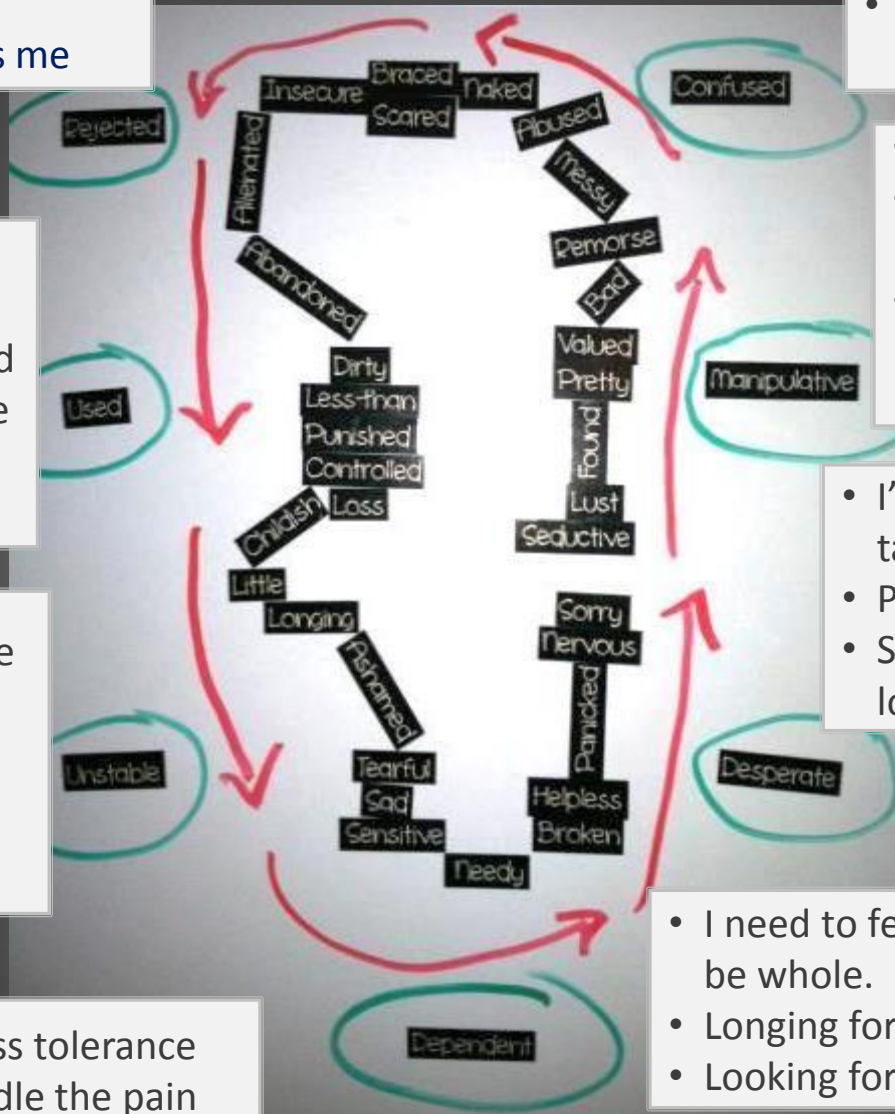 s me
Confused
Braced
Insecure
Naked
Scared
Rejected
Abused
Alienated
Messy
Remorse
Abandoned
Bad
Valued
Dirty
Pretty
d
Manipulative
Less-than
Used
e
Found
Punished
Controlled
Lust
Loss
Childish
Seductive
I’
ta
Little
P
Longing
Sorry
Nervous
S
e
lo
Ashamed
Panicked
Unstable
Tearful
Desperate
Sad
Helpless
Sensitive
Broken
Needy
I need to fe
be whole.
Longing for
Looking for
Dependent
ss tolerance
dle the pain